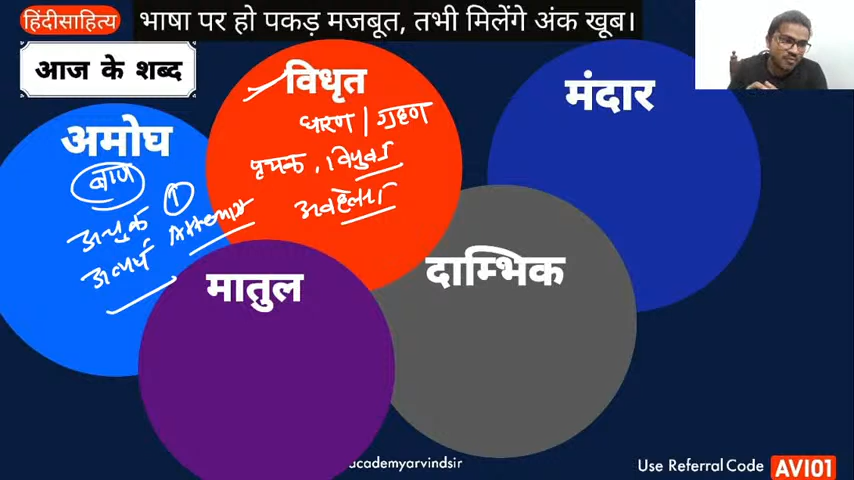 हिंदीसाहित्य भाषा पर हो पकड़ मजबूत, तभी मिलेंगे अंक खूब।
आज के शब्द
अमोघ
बाण
अचूक
अव्यर्थ
विधृत
धारण / ग्रहण
पृथक, वियुक्त
अवहेलना
मंदार
मातुल
दाम्भिक
academyarvindsir
Use Referral Code AVI01